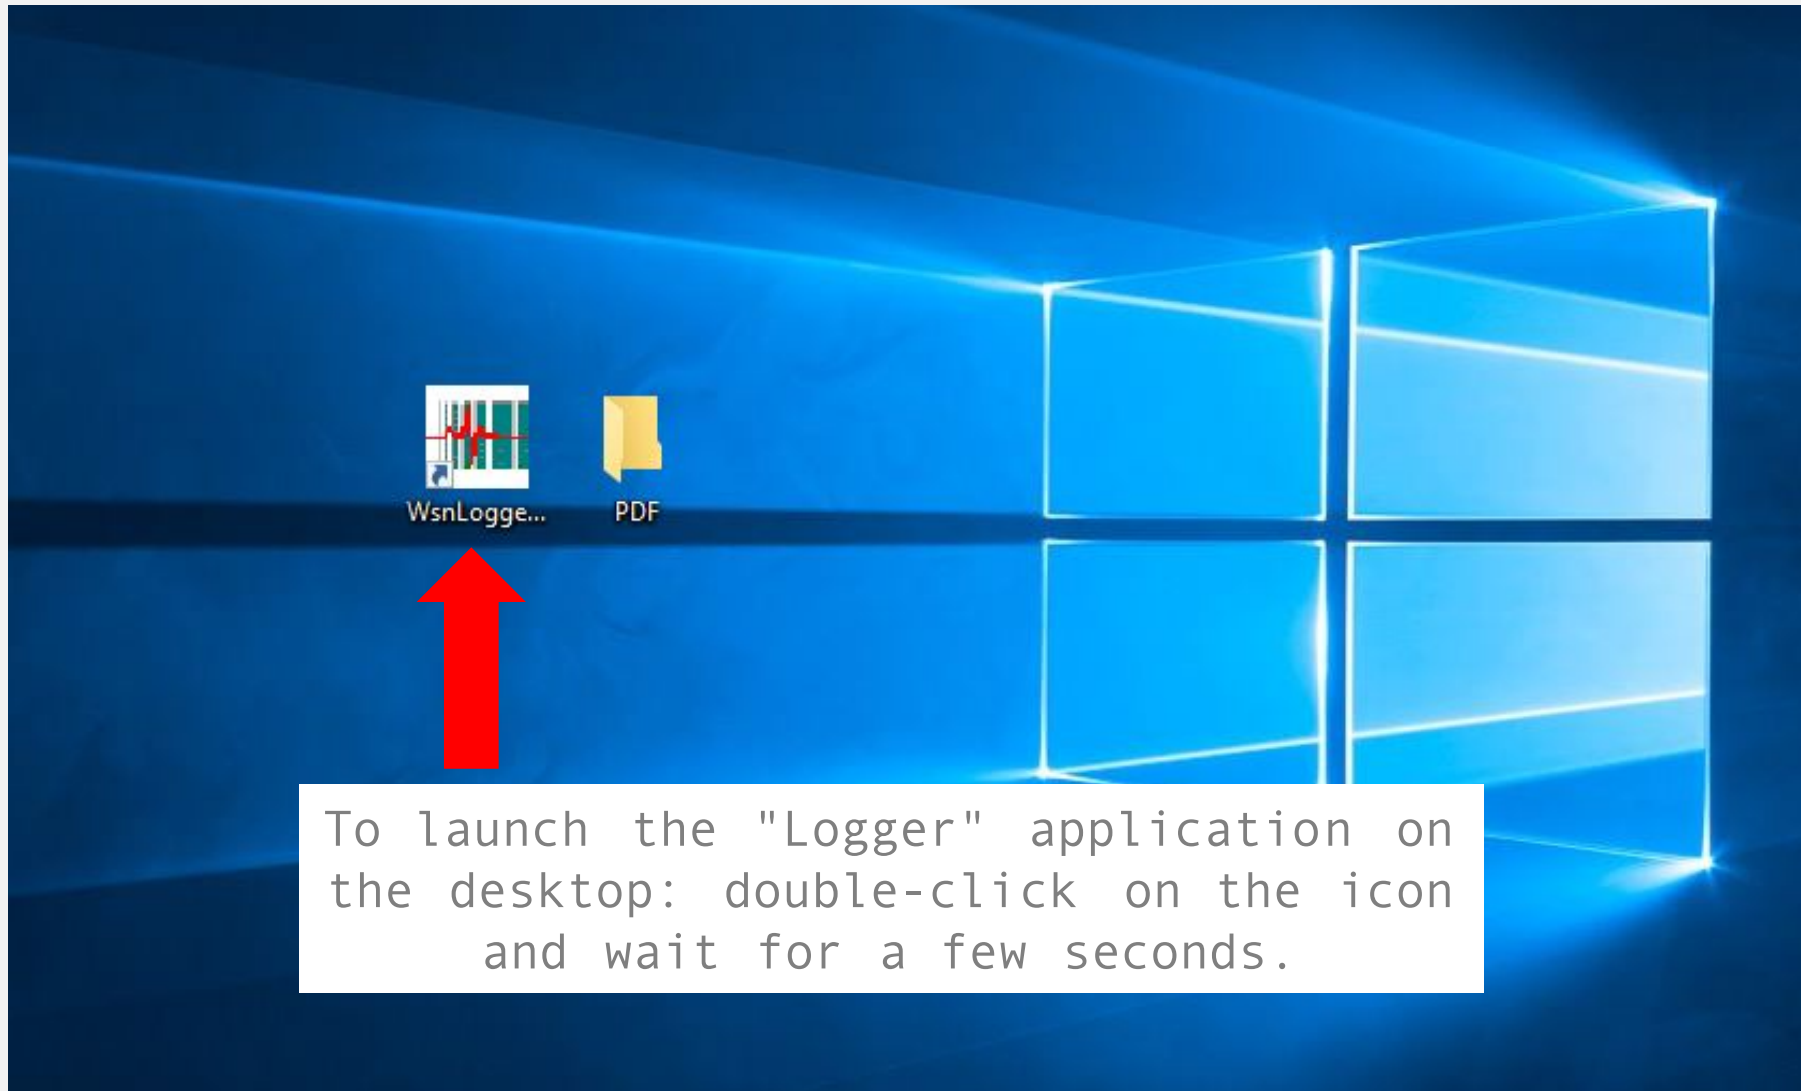 WsnLogge...
PDF
To launch the "Logger" application on
the desktop: double-click on the icon
and wait for a few seconds.